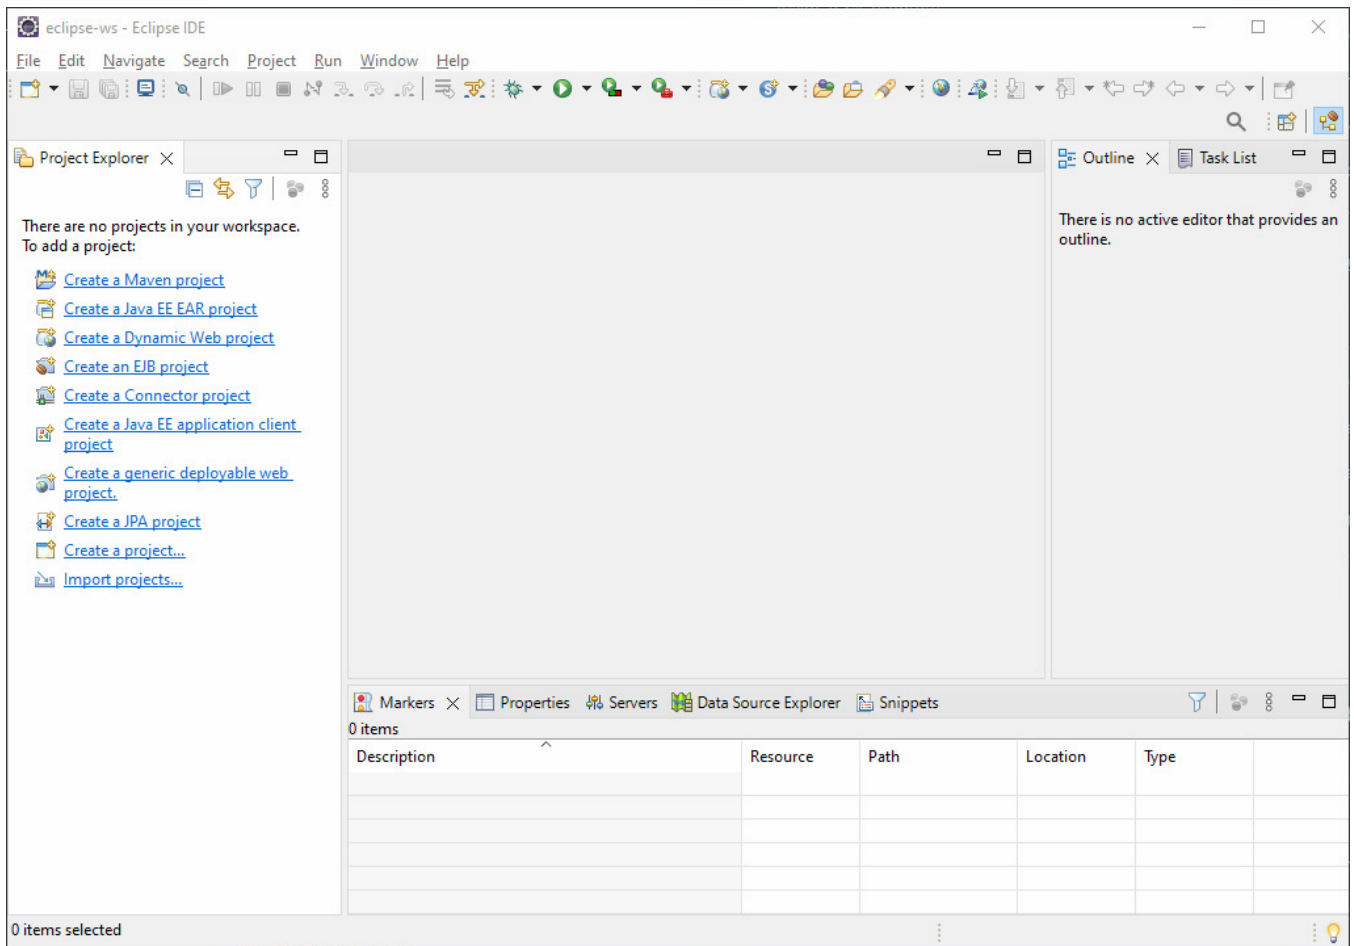 eclipse-ws - Eclipse IDE
File Edit Navigate Search Project Run Window Help
Project Explorer
Outline Task List
There are no projects in your workspace.
To add a project:
There is no active editor that provides an
outline.
Create a Maven project
Create a Java EE EAR project
Create a Dynamic Web project
Create an EJB project
Create a Connector project
Create a Java EE application client
project
Create a generic deployable web
project.
Create a JPA project
Create a project...
Import projects...
Markers Properties Servers Data Source Explorer Snippets
0 items
Description Resource Path Location Type
0 items selected